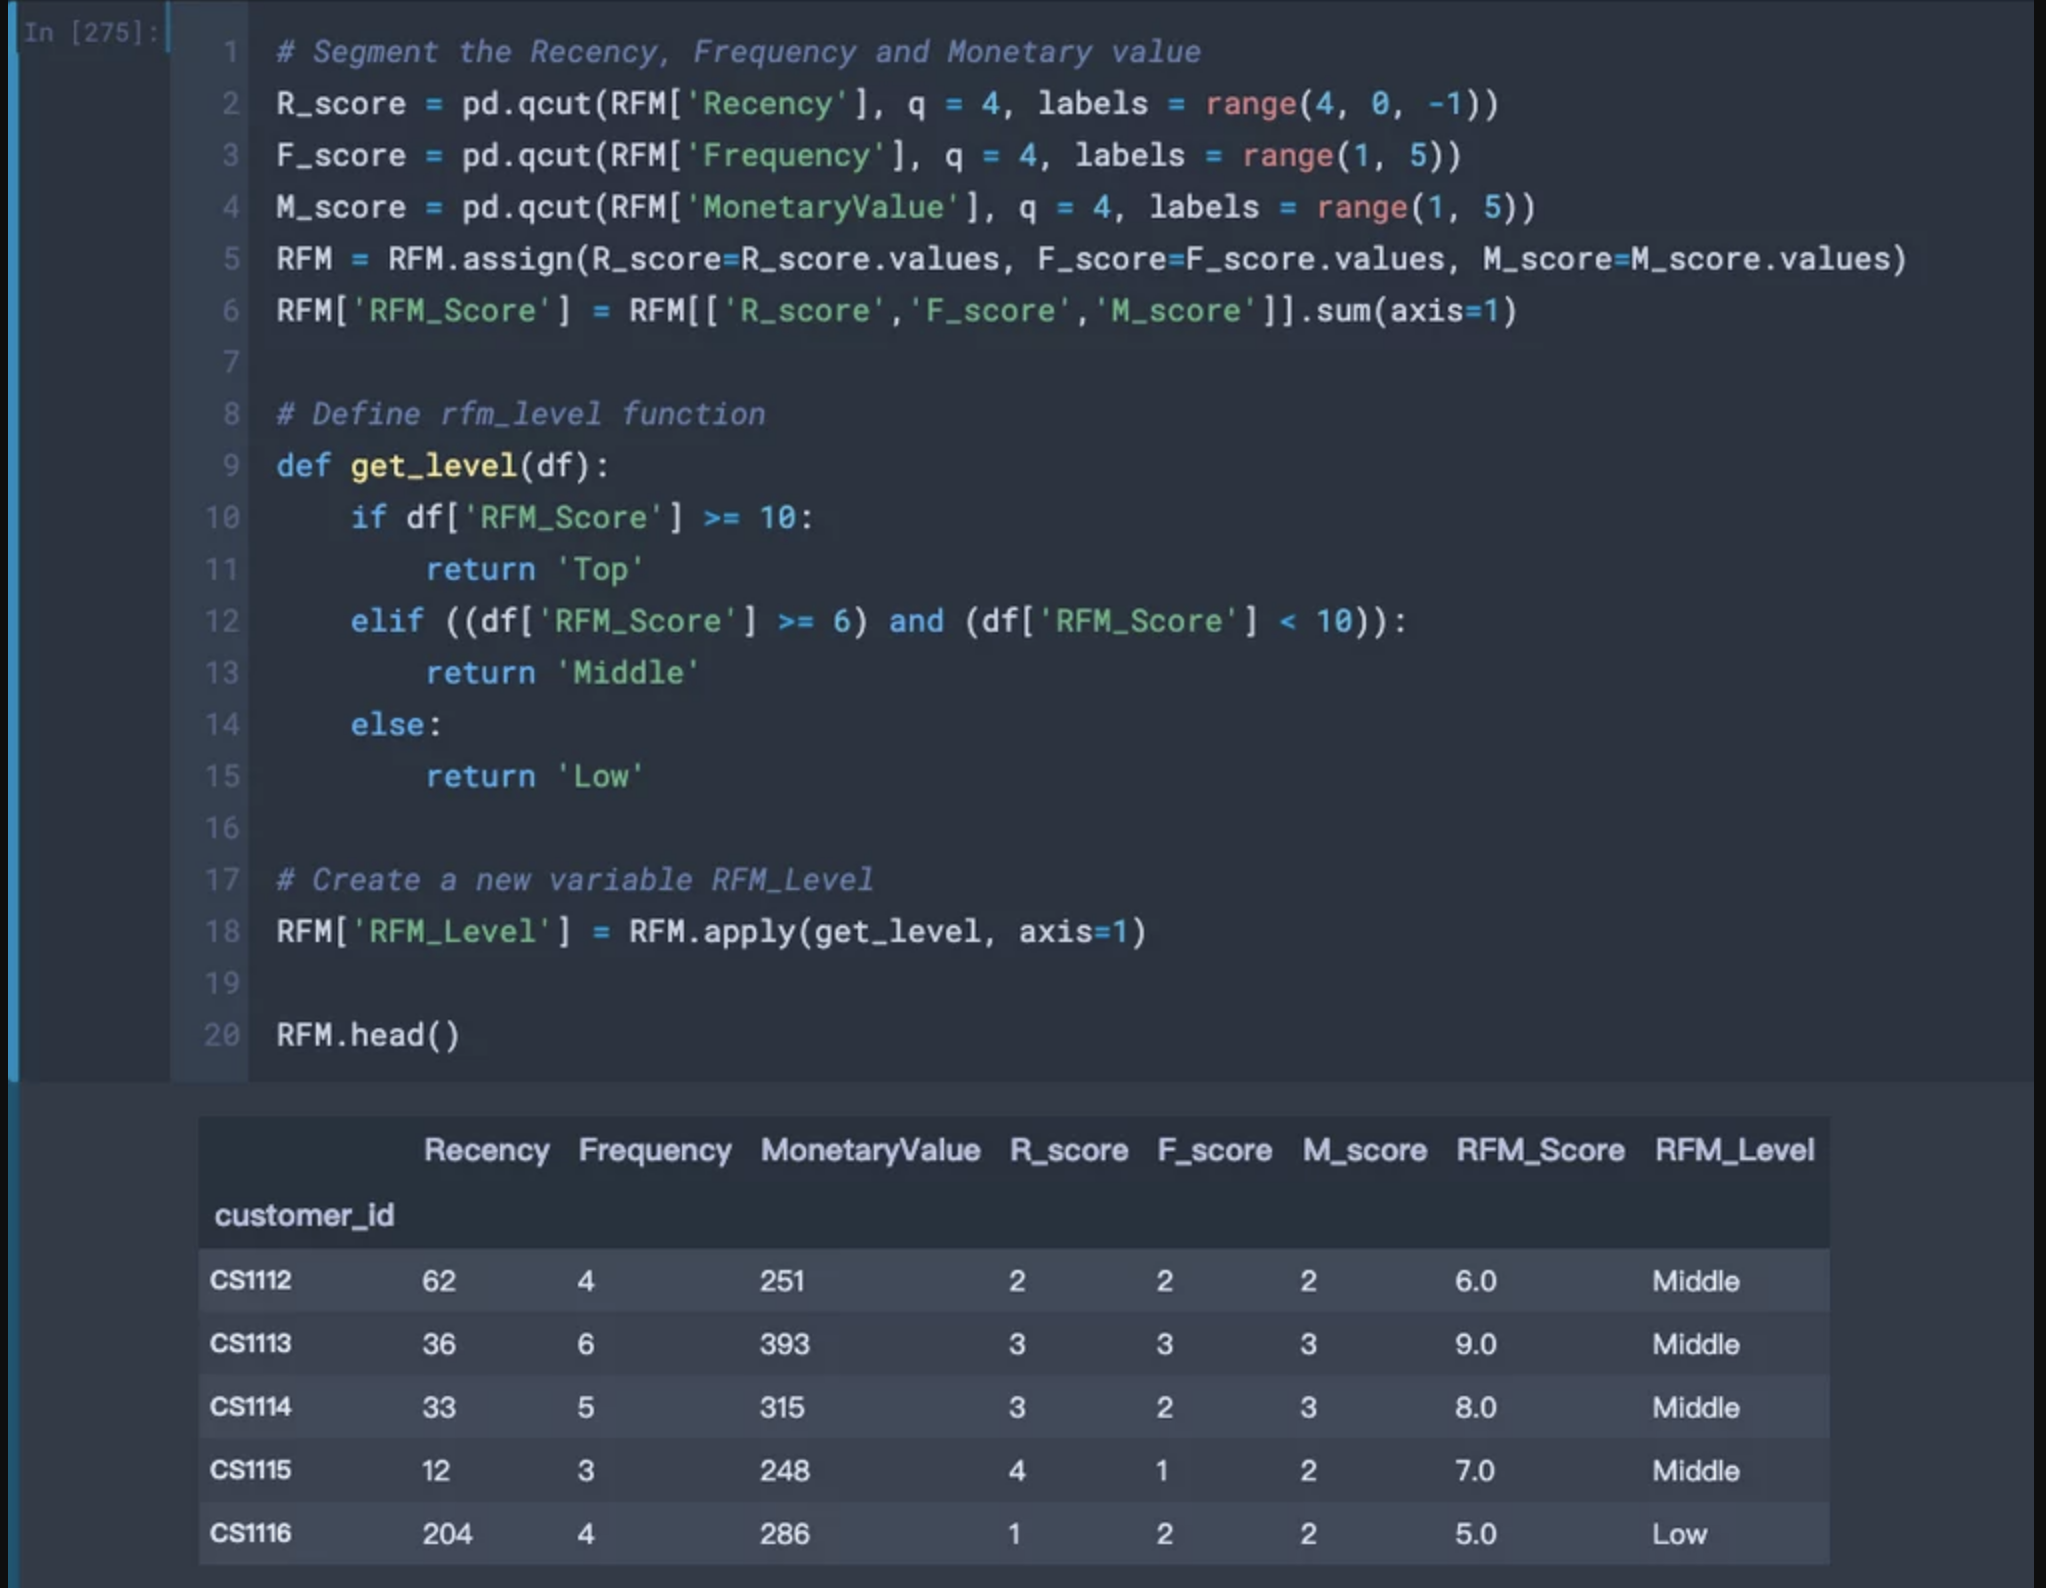 In [275]:
1 # Segment the Recency, Frequency and Monetary value
2 R_score = pd.qcut(RFM['Recency'], q = 4, labels = range(4, 0, -1))
3 F_score = pd.qcut(RFM['Frequency'], q = 4, labels = range(1, 5))
4 M_score = pd.qcut(RFM['MonetaryValue'], q = 4, labels = range(1, 5))
5 RFM = RFM.assign(R_score=R_score.values, F_score=F_score.values, M_score=M_score.values)
6 RFM['RFM_Score'] = RFM[['R_score','F_score','M_score']].sum(axis=1)
7
8 # Define rfm_level function
9 def get_level(df):
10     if df['RFM_Score'] >= 10:
11         return 'Top'
12     elif ((df['RFM_Score'] >= 6) and (df['RFM_Score'] < 10)):
13         return 'Middle'
14     else:
15         return 'Low'
16
17 # Create a new variable RFM_Level
18 RFM['RFM_Level'] = RFM.apply(get_level, axis=1)
19
20 RFM.head()
Recency Frequency MonetaryValue R_score F_score M_score RFM_Score RFM_Level
customer_id
CS1112 62 4 251 2 2 2 6.0 Middle
CS1113 36 6 393 3 3 3 9.0 Middle
CS1114 33 5 315 3 2 3 8.0 Middle
CS1115 12 3 248 4 1 2 7.0 Middle
CS1116 204 4 286 1 2 2 5.0 Low